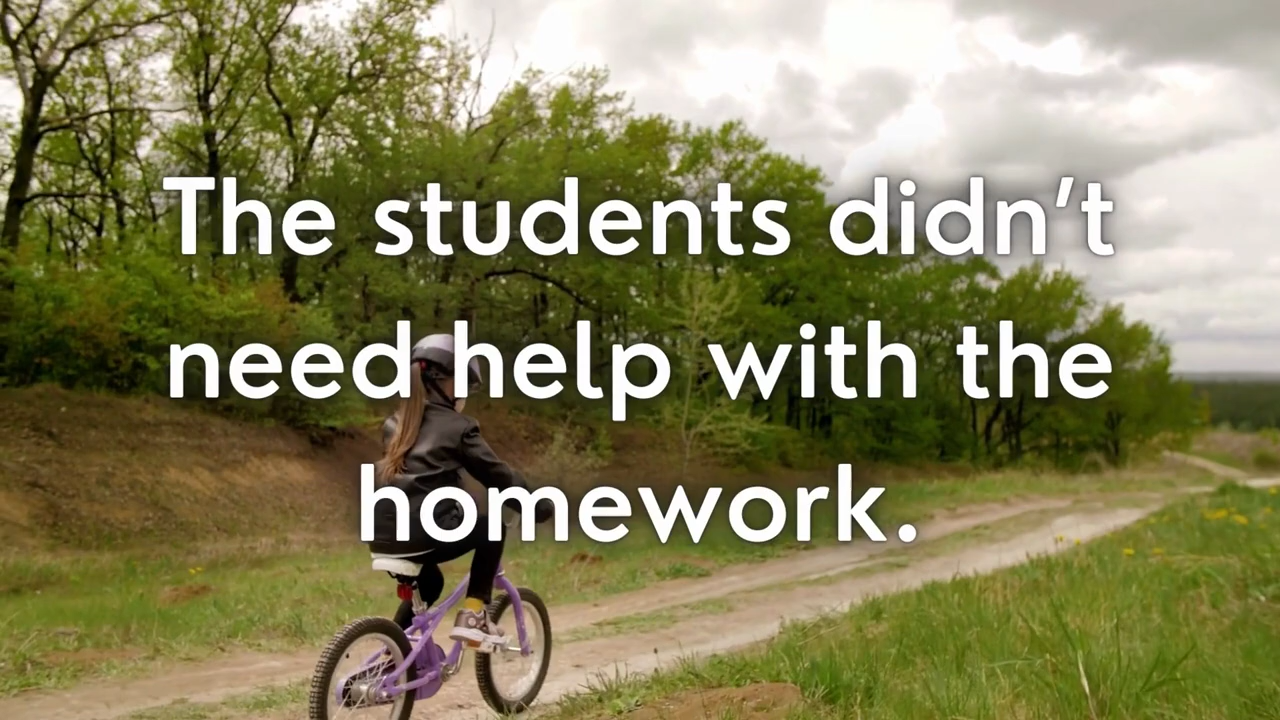 The students didn’t
need help with the
homework.